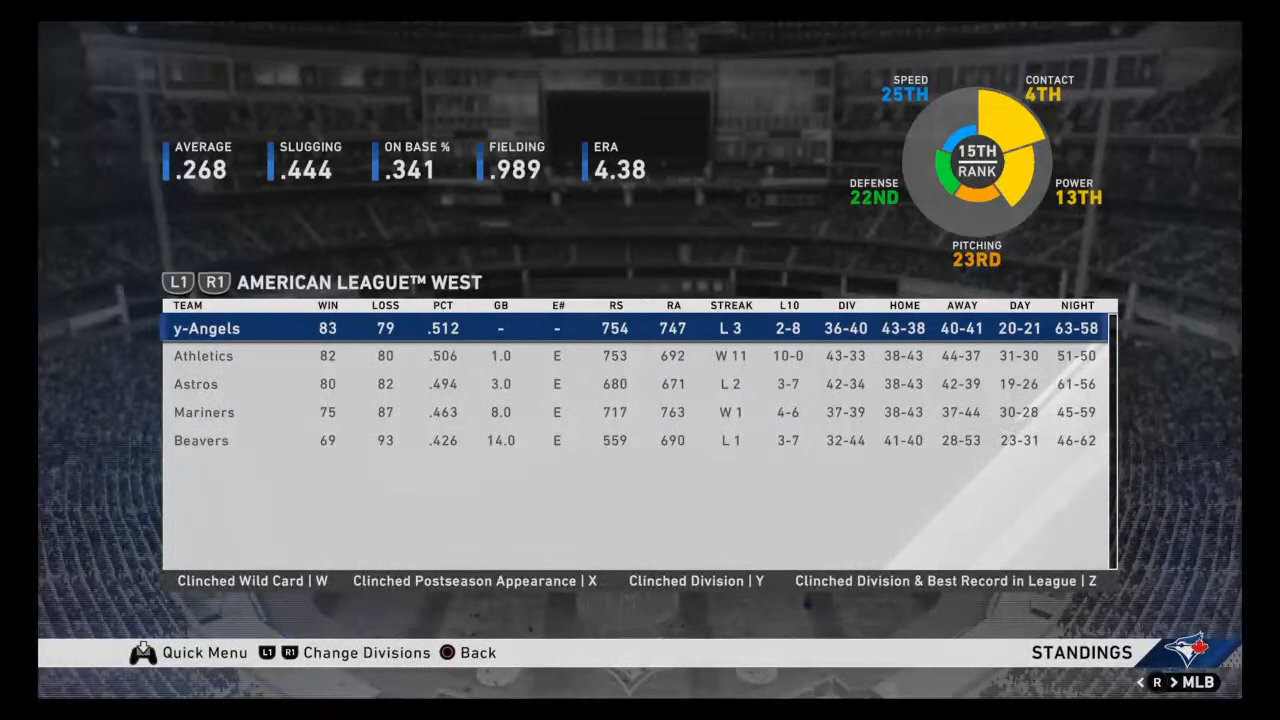 SPEED CONTACT
25TH 4TH
AVERAGE SLUGGING ON BASE % FIELDING ERA
.268 .444 .341 .989 4.38
15TH
RANK
DEFENSE POWER
22ND 13TH
PITCHING
23RD
L1 R1 AMERICAN LEAGUE™ WEST
TEAM WIN LOSS PCT GB E# RS RA STREAK L10 DIV HOME AWAY DAY NIGHT
y-Angels 83 79 .512 - - 754 747 L 3 2-8 36-40 43-38 40-41 20-21 63-58
Athletics 82 80 .506 1.0 E 753 692 W 11 10-0 43-33 38-43 44-37 31-30 51-50
Astros 80 82 .494 3.0 E 680 671 L 2 3-7 42-34 38-43 42-39 19-26 61-56
Mariners 75 87 .463 8.0 E 717 763 W 1 4-6 37-39 38-43 37-44 30-28 45-59
Beavers 69 93 .426 14.0 E 559 690 L 1 3-7 32-44 41-40 28-53 23-31 46-62
Clinched Wild Card | W Clinched Postseason Appearance | X Clinched Division | Y Clinched Division & Best Record in League | Z
Quick Menu L1 R1 Change Divisions Back STANDINGS
< R > MLB